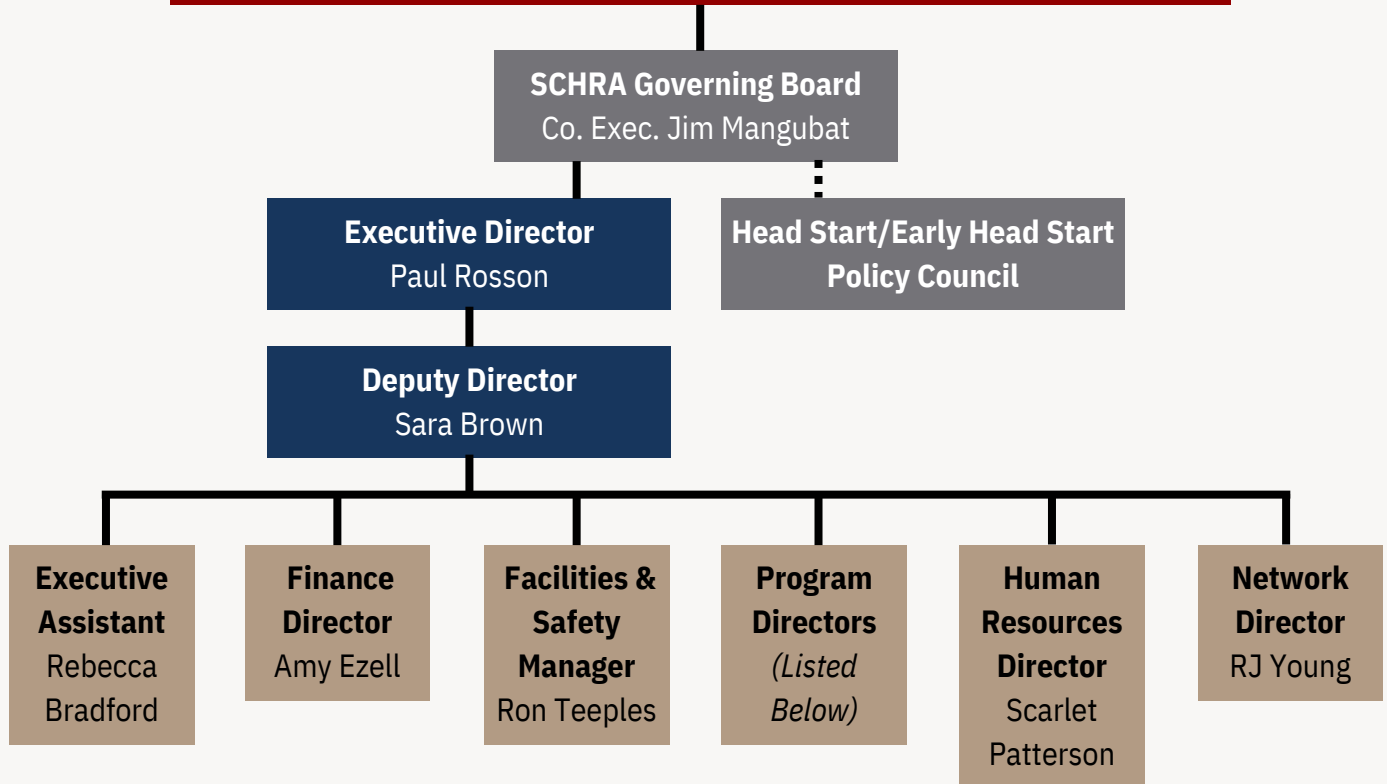 SCHRA Governing Board
Co. Exec. Jim Mangubat
Executive Director
Paul Rosson
Head Start/Early Head Start
Policy Council
Deputy Director
Sara Brown
Executive
Assistant
Rebecca
Bradford
Finance
Director
Amy Ezell
Facilities &
Safety
Manager
Ron Teeples
Program
Directors
(Listed
Below)
Human
Resources
Director
Scarlet
Patterson
Network
Director
RJ Young